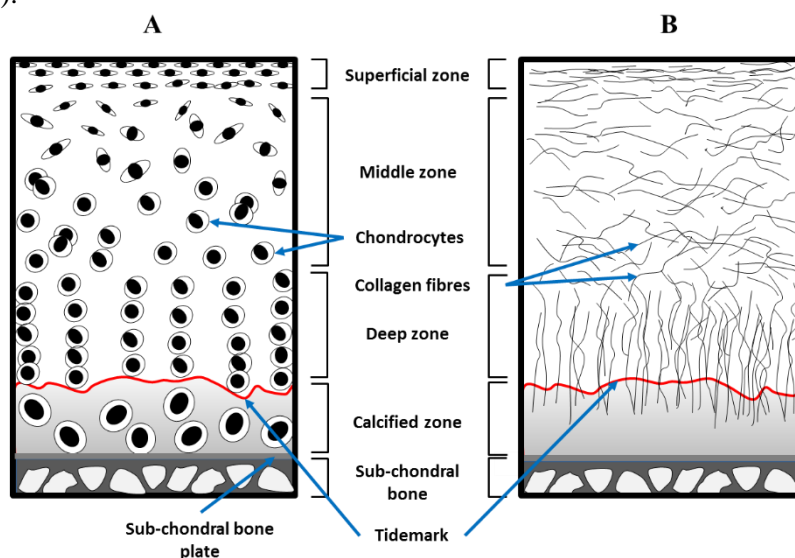 ).
A
B
Superficial zone
Middle zone
Chondrocytes
Collagen fibres
Deep zone
Calcified zone
Sub-chondral
bone
Sub-chondral bone
plate
Tidemark